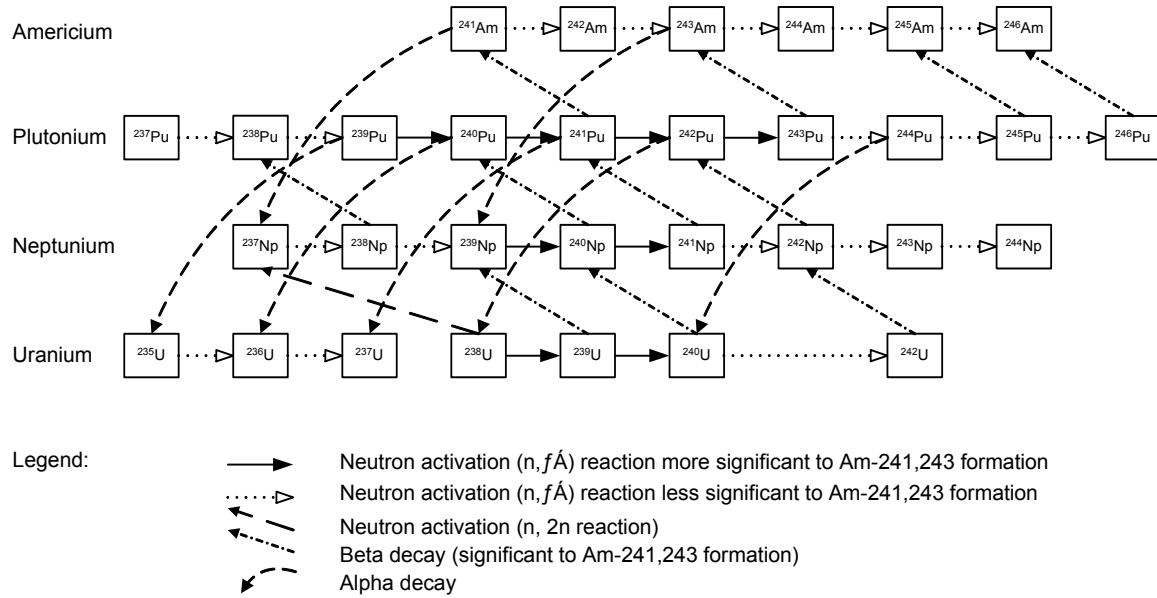 Americium ²⁴¹Am ²⁴²Am ²⁴³Am ²⁴⁴Am ²⁴⁵Am ²⁴⁶Am
Plutonium ²³⁷Pu ²³⁸Pu ²³⁹Pu ²⁴⁰Pu ²⁴¹Pu ²⁴²Pu ²⁴³Pu ²⁴⁴Pu ²⁴⁵Pu ²⁴⁶Pu
Neptunium ²³⁷Np ²³⁸Np ²³⁹Np ²⁴⁰Np ²⁴¹Np ²⁴²Np ²⁴³Np ²⁴⁴Np
Uranium ²³⁵U ²³⁶U ²³⁷U ²³⁸U ²³⁹U ²⁴⁰U ²⁴²U
Legend:
Neutron activation (n,ƒÁ) reaction more significant to Am-241,243 formation
Neutron activation (n,ƒÁ) reaction less significant to Am-241,243 formation
Neutron activation (n, 2n reaction)
Beta decay (significant to Am-241,243 formation)
Alpha decay